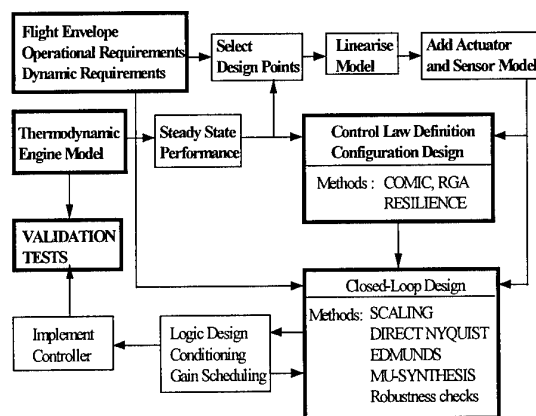 Flight Envelope
Operational Requirements
Dynamic Requirements
Select
Design Points
Linearise
Model
Add Actuator
and Sensor Model
Thermodynamic
Engine Model
Steady State
Performance
Control Law Definition
Configuration Design
Methods : COMIC, RGA
RESILIENCE
VALIDATION
TESTS
Closed-Loop Design
Methods: SCALING
DIRECT NYQUIST
EDMUNDS
MU-SYNTHESIS
Robustness checks
Implement
Controller
Logic Design
Conditioning
Gain Scheduling